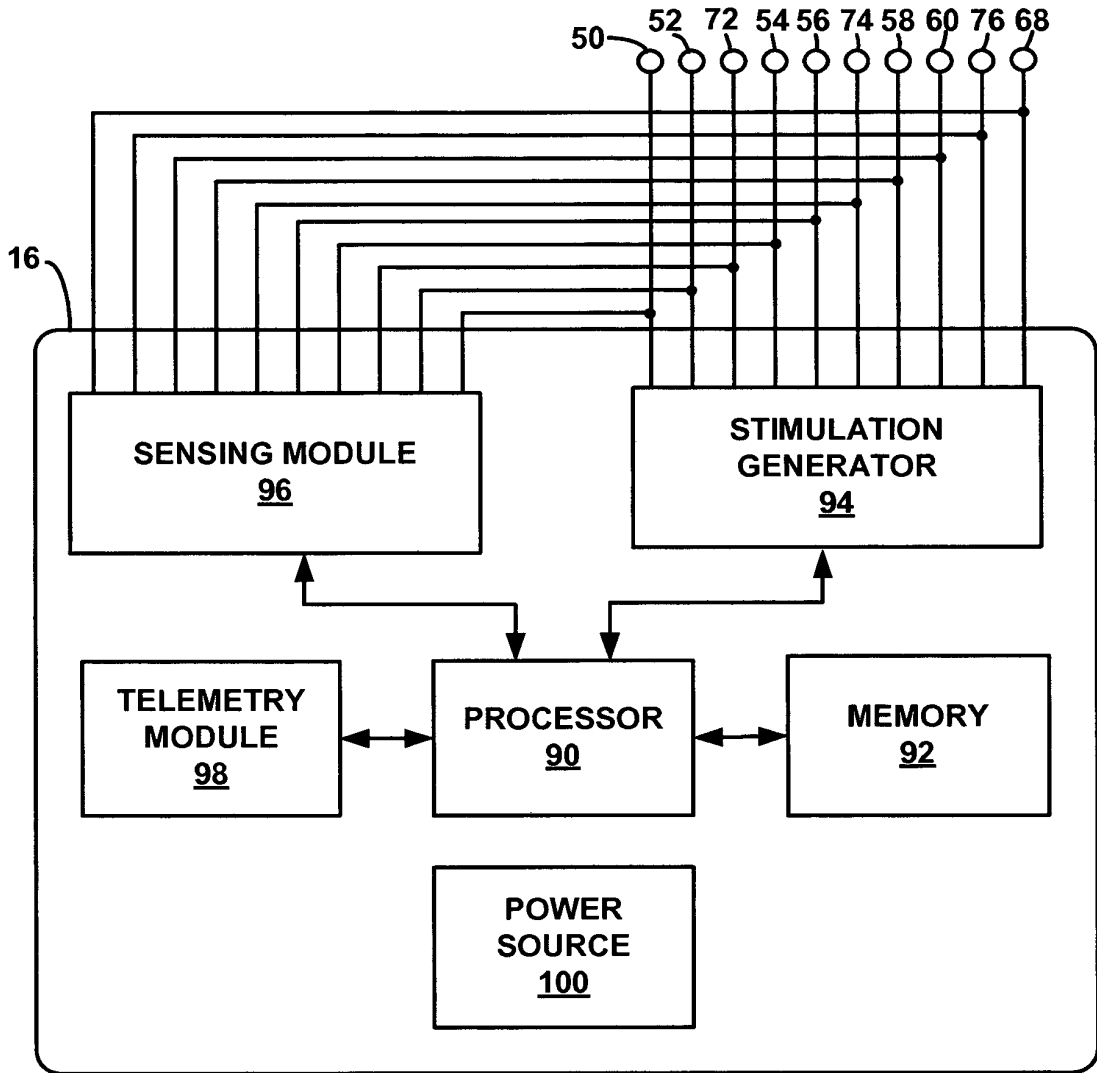 50 52 72 54 56 74 58 60 76 68
16
SENSING MODULE
96
STIMULATION
GENERATOR
94
TELEMETRY
MODULE
98
PROCESSOR
90
MEMORY
92
POWER
SOURCE
100